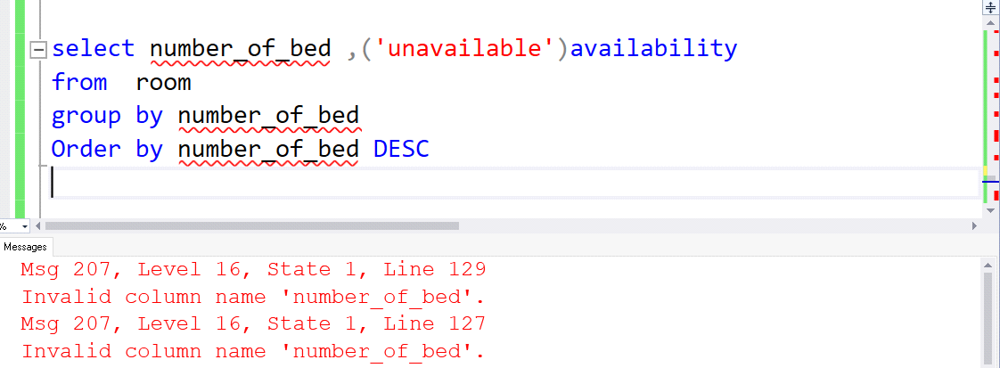 select number_of_bed ,('unavailable')availability
from room
group by number_of_bed
Order by number_of_bed DESC
%
Messages
Msg 207, Level 16, State 1, Line 129
Invalid column name 'number_of_bed'.
Msg 207, Level 16, State 1, Line 127
Invalid column name 'number_of_bed'.